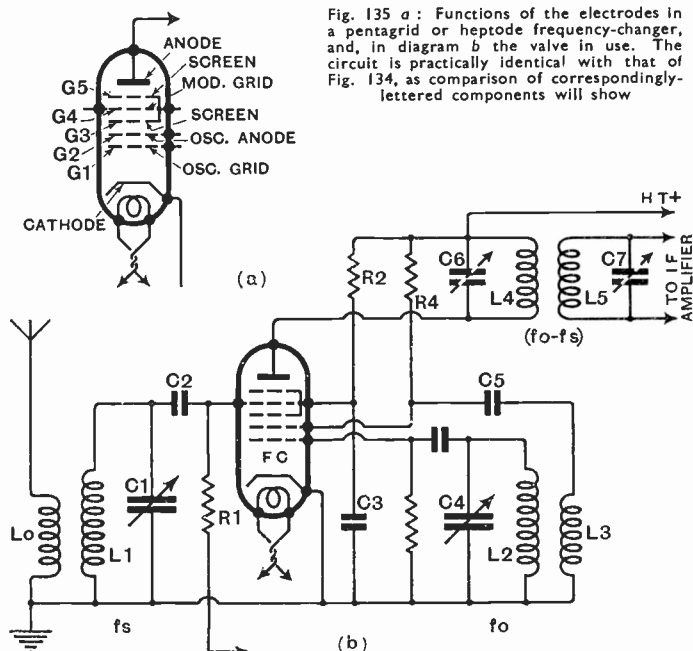 Fig. 135 a : Functions of the electrodes in
a pentagrid or heptode frequency-changer,
and, in diagram b the valve in use. The
circuit is practically identical with that of
Fig. 134, as comparison of correspondingly-
lettered components will show
ANODE
SCREEN
MOD. GRID
G5
G4
G3
G2
G1
SCREEN
OSC. ANODE
OSC. GRID
CATHODE
(a)
HT+
C6
L4
L5
C7
TO IF
AMPLIFIER
R2
R4
(fo-fs)
C2
C5
FC
C1
R1
C3
C4
Lo
L1
L2
L3
fs
(b)
fo